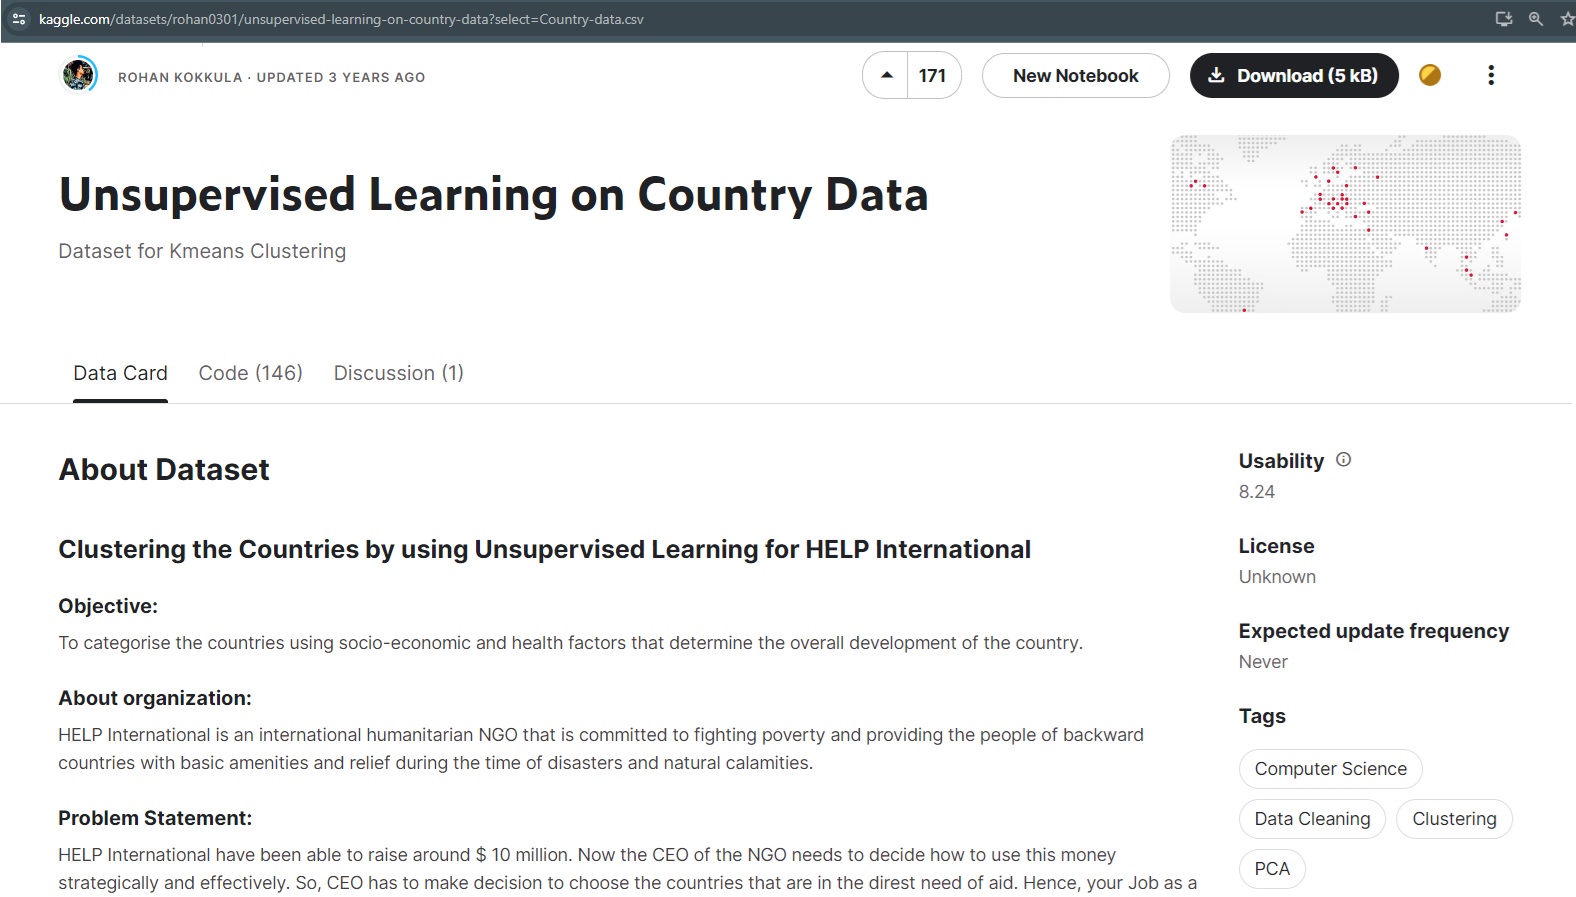 kaggle.com/datasets/rohan0301/unsupervised-learning-on-country-data?select=Country-data.csv
ROHAN KOKKULA · UPDATED 3 YEARS AGO
171
New Notebook
Download (5 kB)
Unsupervised Learning on Country Data
Dataset for Kmeans Clustering
Data Card
Code (146)
Discussion (1)
About Dataset
Clustering the Countries by using Unsupervised Learning for HELP International
Objective:
To categorise the countries using socio-economic and health factors that determine the overall development of the country.
About organization:
HELP International is an international humanitarian NGO that is committed to fighting poverty and providing the people of backward
countries with basic amenities and relief during the time of disasters and natural calamities.
Problem Statement:
HELP International have been able to raise around $ 10 million. Now the CEO of the NGO needs to decide how to use this money
strategically and effectively. So, CEO has to make decision to choose the countries that are in the direst need of aid. Hence, your Job as a
Usability
8.24
License
Unknown
Expected update frequency
Never
Tags
Computer Science
Data Cleaning
Clustering
PCA